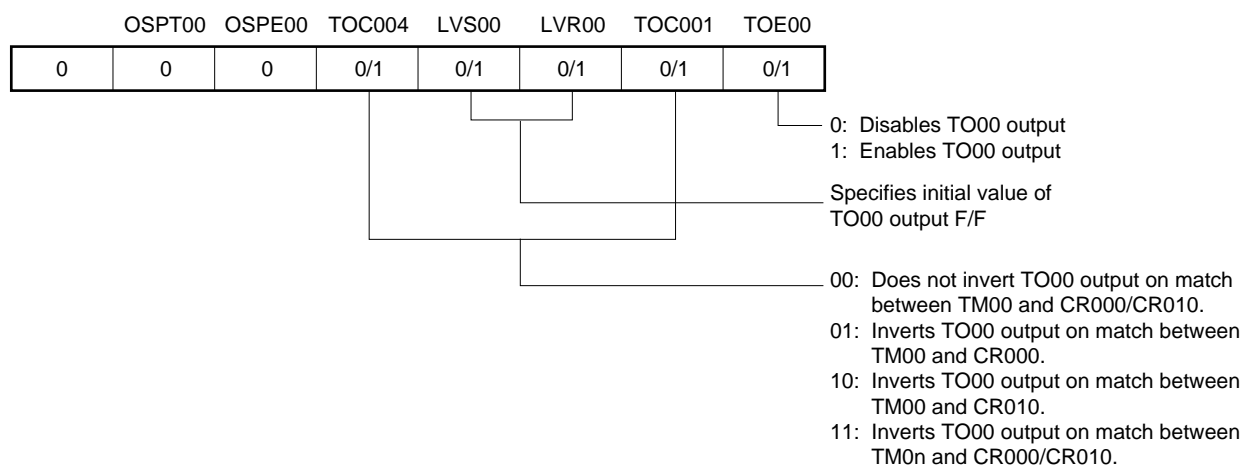 OSPT00 OSPE00 TOC004 LVS00 LVR00 TOC001 TOE00
0 0 0 0/1 0/1 0/1 0/1 0/1
0: Disables TO00 output
1: Enables TO00 output
Specifies initial value of
TO00 output F/F
00: Does not invert TO00 output on match
between TM00 and CR000/CR010.
01: Inverts TO00 output on match between
TM00 and CR000.
10: Inverts TO00 output on match between
TM00 and CR010.
11: Inverts TO00 output on match between
TM0n and CR000/CR010.